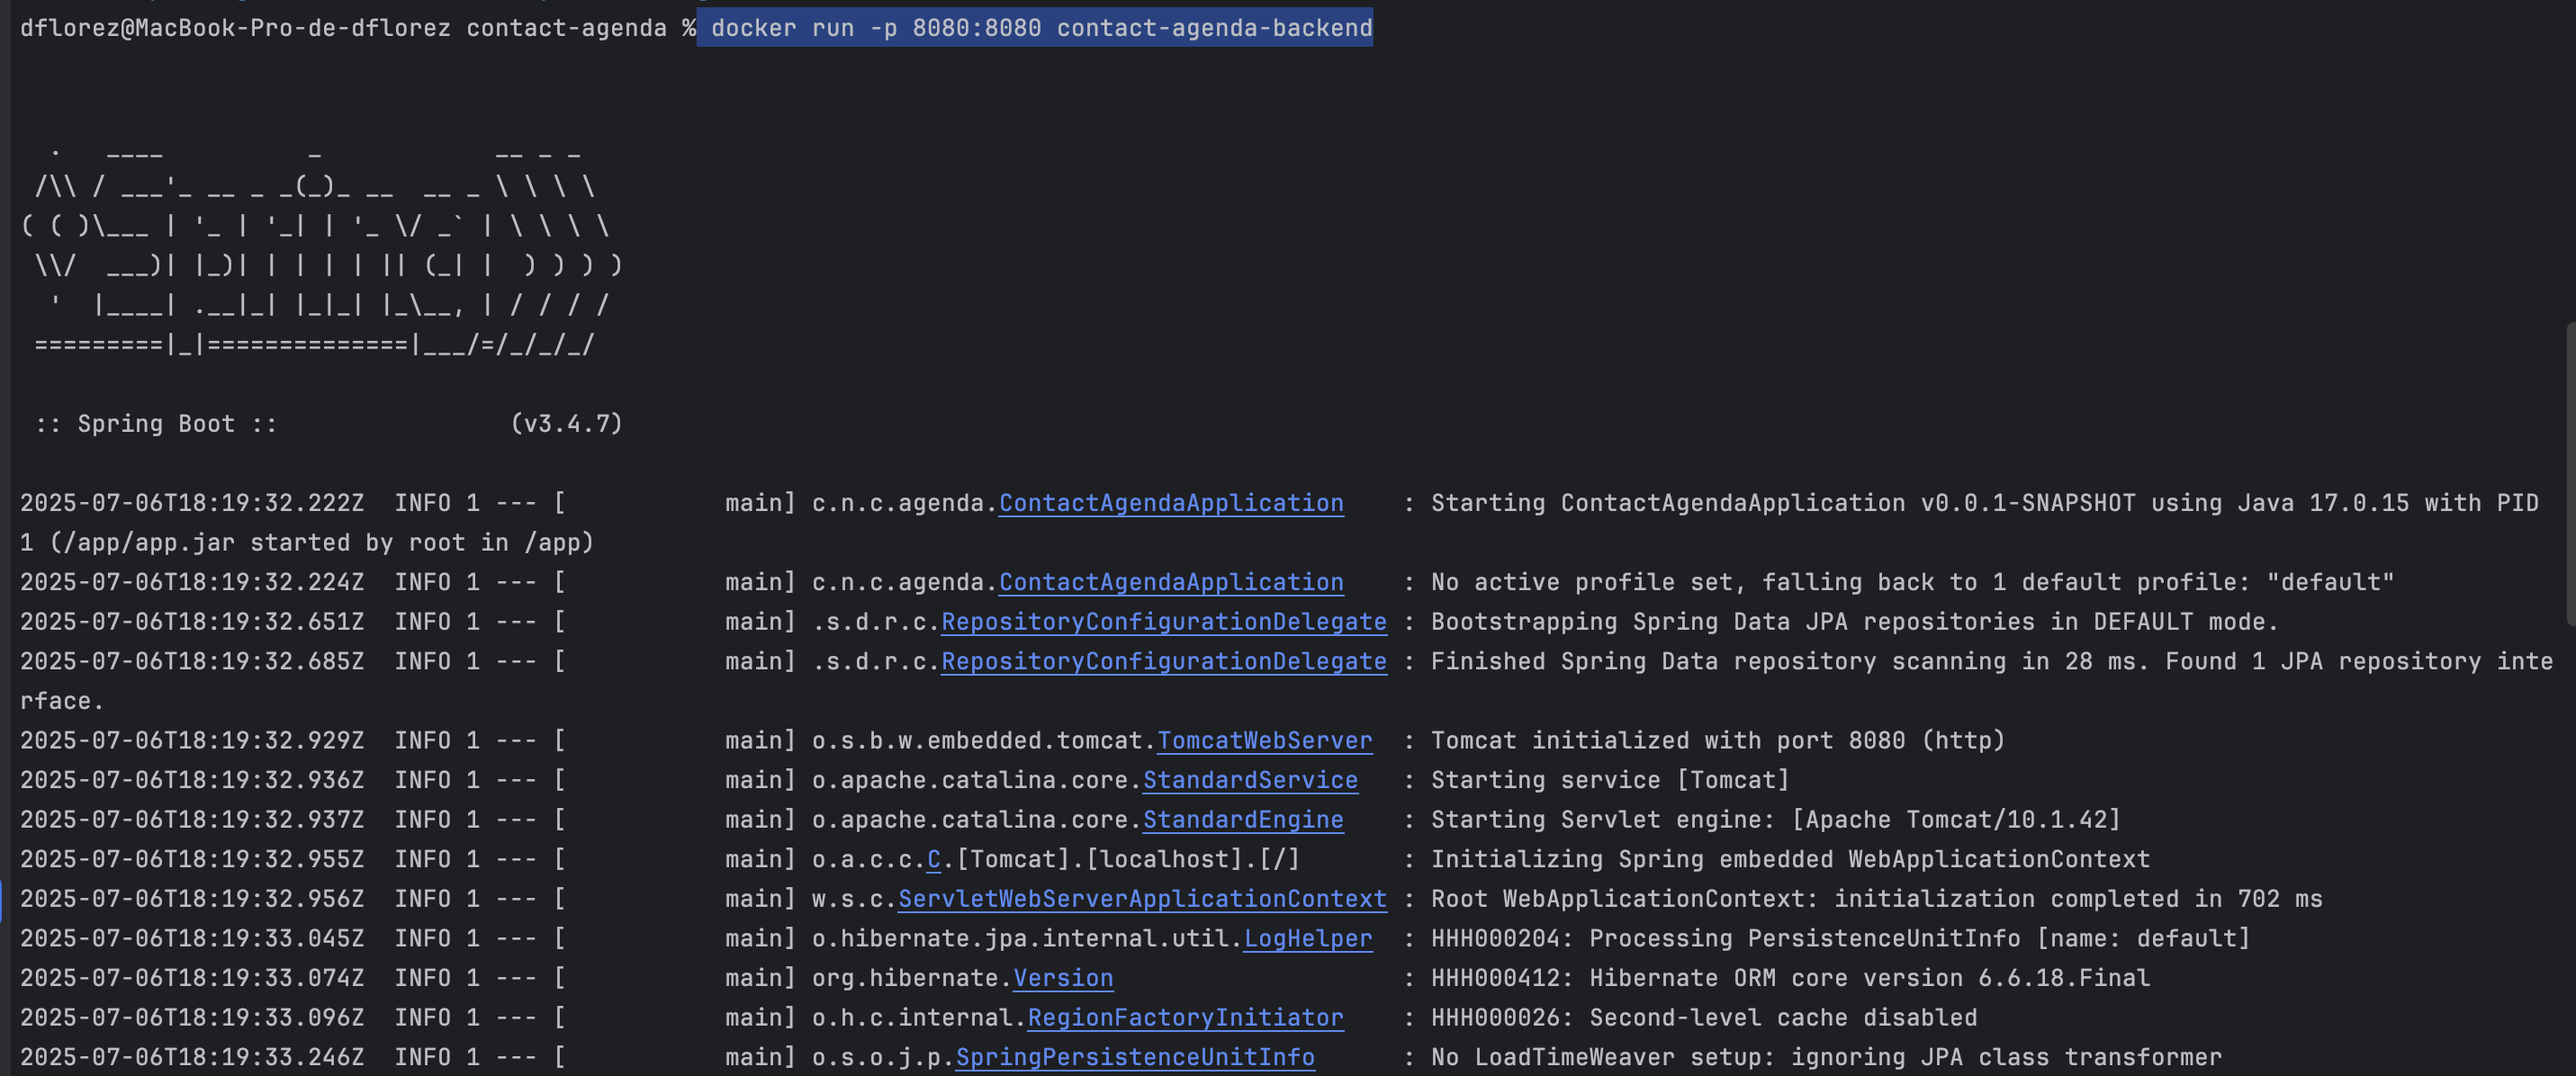 dflorez@MacBook-Pro-de-dflorez contact-agenda % docker run -p 8080:8080 contact-agenda-backend
  .   ____          _            __ _ _
 /\\ / ___'_ __ _ _(_)_ __  __ _ \ \ \ \
( ( )\___ | '_ | '_| | '_ \/ _` | \ \ \ \
 \\/  ___)| |_)| | | | | || (_| |  ) ) ) )
  '  |____| .__|_| |_|_| |_\__, | / / / /
 =========|_|==============|___/=/_/_/_/
 :: Spring Boot ::                (v3.4.7)
2025-07-06T18:19:32.222Z  INFO 1 --- [           main] c.n.c.agenda.ContactAgendaApplication    : Starting ContactAgendaApplication v0.0.1-SNAPSHOT using Java 17.0.15 with PID
1 (/app/app.jar started by root in /app)
2025-07-06T18:19:32.224Z  INFO 1 --- [           main] c.n.c.agenda.ContactAgendaApplication    : No active profile set, falling back to 1 default profile: "default"
2025-07-06T18:19:32.651Z  INFO 1 --- [           main] .s.d.r.c.RepositoryConfigurationDelegate : Bootstrapping Spring Data JPA repositories in DEFAULT mode.
2025-07-06T18:19:32.685Z  INFO 1 --- [           main] .s.d.r.c.RepositoryConfigurationDelegate : Finished Spring Data repository scanning in 28 ms. Found 1 JPA repository inte
rface.
2025-07-06T18:19:32.929Z  INFO 1 --- [           main] o.s.b.w.embedded.tomcat.TomcatWebServer  : Tomcat initialized with port 8080 (http)
2025-07-06T18:19:32.936Z  INFO 1 --- [           main] o.apache.catalina.core.StandardService   : Starting service [Tomcat]
2025-07-06T18:19:32.937Z  INFO 1 --- [           main] o.apache.catalina.core.StandardEngine    : Starting Servlet engine: [Apache Tomcat/10.1.42]
2025-07-06T18:19:32.955Z  INFO 1 --- [           main] o.a.c.c.C.[Tomcat].[localhost].[/]       : Initializing Spring embedded WebApplicationContext
2025-07-06T18:19:32.956Z  INFO 1 --- [           main] w.s.c.ServletWebServerApplicationContext : Root WebApplicationContext: initialization completed in 702 ms
2025-07-06T18:19:33.045Z  INFO 1 --- [           main] o.hibernate.jpa.internal.util.LogHelper  : HHH000204: Processing PersistenceUnitInfo [name: default]
2025-07-06T18:19:33.074Z  INFO 1 --- [           main] org.hibernate.Version                    : HHH000412: Hibernate ORM core version 6.6.18.Final
2025-07-06T18:19:33.096Z  INFO 1 --- [           main] o.h.c.internal.RegionFactoryInitiator    : HHH000026: Second-level cache disabled
2025-07-06T18:19:33.246Z  INFO 1 --- [           main] o.s.o.j.p.SpringPersistenceUnitInfo      : No LoadTimeWeaver setup: ignoring JPA class transformer